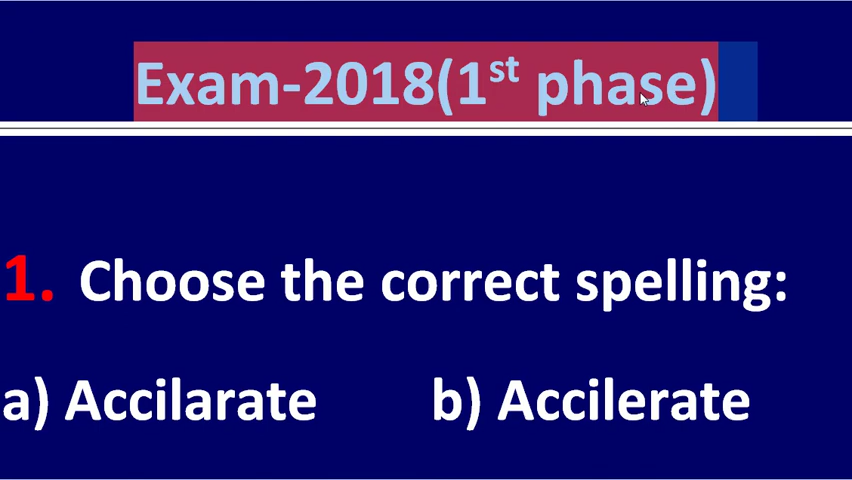 Exam-2018(1st phase)
1. Choose the correct spelling:
a) Accilarate b) Accilerate